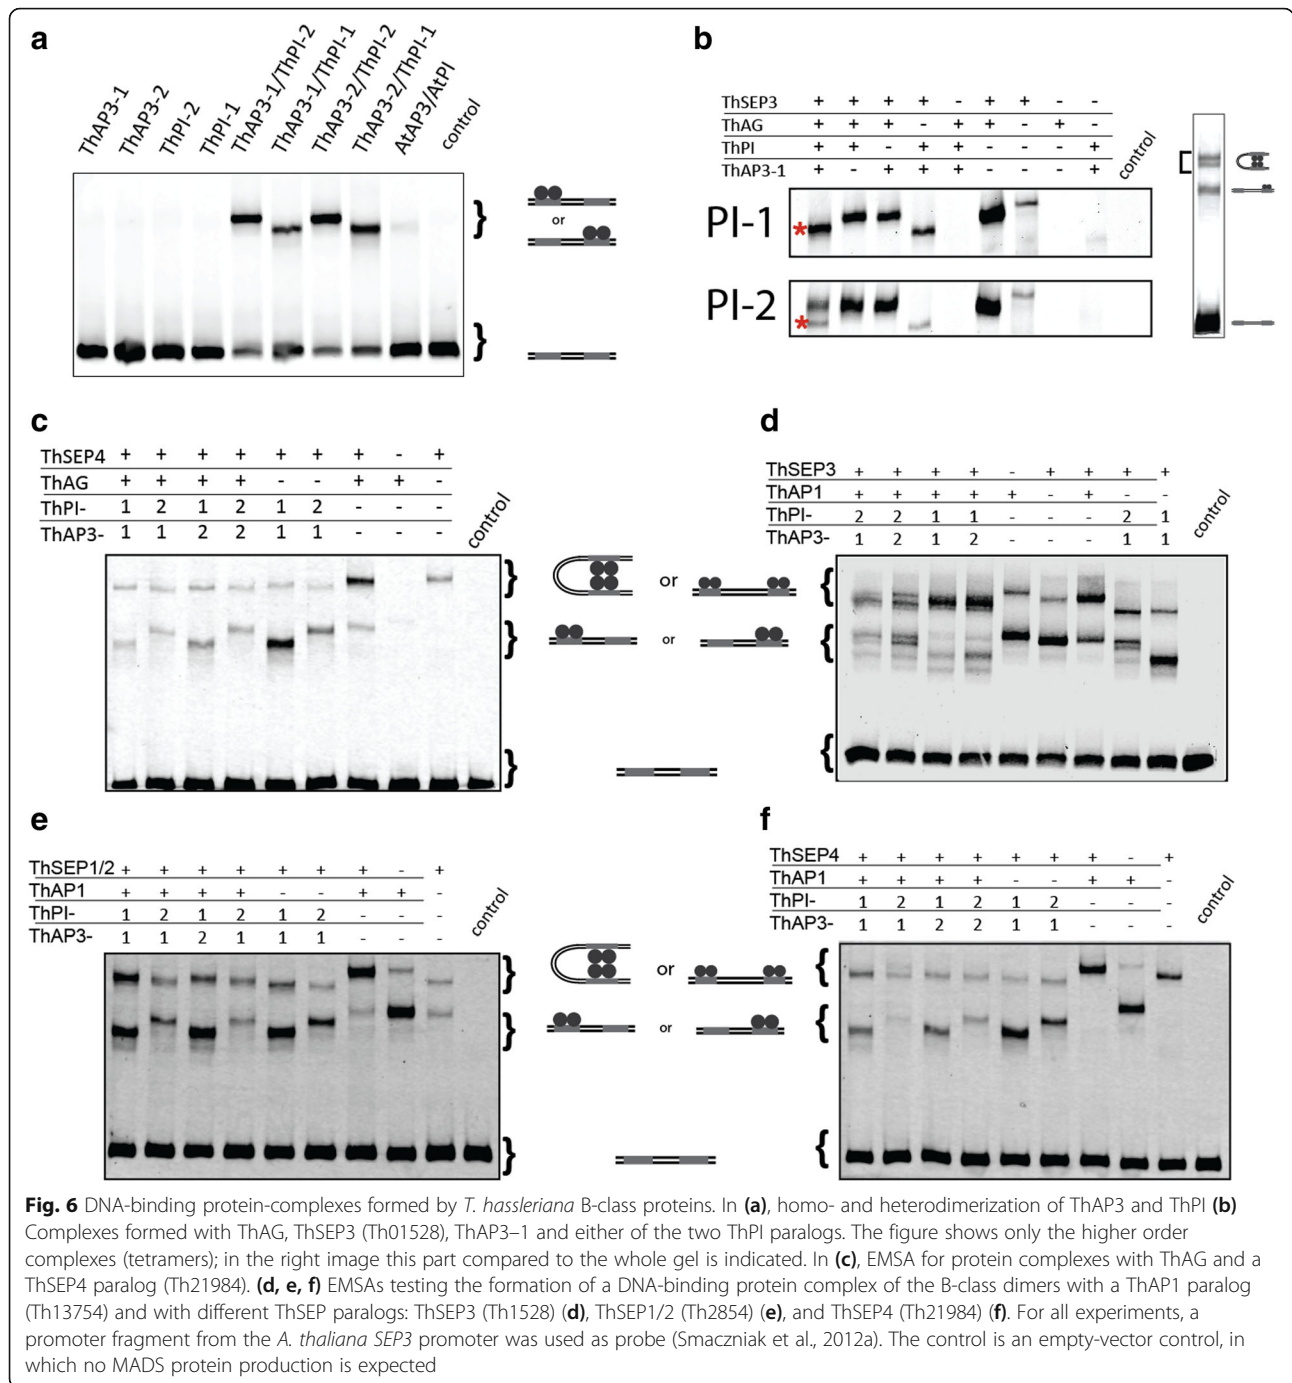 a
ThAP3-1
ThAP3-2
ThPI-2
ThPI-1
ThAP3-1/ThPI-2
ThAP3-1/ThPI-1
ThAP3-2/ThPI-2
ThAP3-2/ThPI-1
AtAP3/AtPI
control
}
or
}
b
ThSEP3 + + + + - + + - -
ThAG + + + - + + - + -
ThPI + + - + + - - - +
ThAP3-1 + - + + + - - - +
control
PI-1
*
PI-2
*
c
ThSEP4 + + + + + + + - +
ThAG + + + + - - + + -
ThPI- 1 2 1 2 1 2 - - -
ThAP3- 1 1 2 2 1 1 - - -
control
}
or
}
or
}
d
ThSEP3 + + + + - + + + +
ThAP1 + + + + + - + - -
ThPI- 2 2 1 1 - - - 2 1
ThAP3- 1 2 1 2 - - - 1 1
control
{
{
{
e
ThSEP1/2 + + + + + + + - +
ThAP1 + + + + - - + + -
ThPI- 1 2 1 2 1 2 - - -
ThAP3- 1 1 2 1 1 1 - - -
control
}
or
}
or
}
f
ThSEP4 + + + + + + + - +
ThAP1 + + + + - - + + -
ThPI- 1 2 1 2 1 2 - - -
ThAP3- 1 1 2 2 1 1 - - -
control
{
{
{
Fig. 6 DNA-binding protein-complexes formed by T. hassleriana B-class proteins. In (a), homo- and heterodimerization of ThAP3 and ThPI (b)
Complexes formed with ThAG, ThSEP3 (Th01528), ThAP3–1 and either of the two ThPI paralogs. The figure shows only the higher order
complexes (tetramers); in the right image this part compared to the whole gel is indicated. In (c), EMSA for protein complexes with ThAG and a
ThSEP4 paralog (Th21984). (d, e, f) EMSAs testing the formation of a DNA-binding protein complex of the B-class dimers with a ThAP1 paralog
(Th13754) and with different ThSEP paralogs: ThSEP3 (Th1528) (d), ThSEP1/2 (Th2854) (e), and ThSEP4 (Th21984) (f). For all experiments, a
promoter fragment from the A. thaliana SEP3 promoter was used as probe (Smaczniak et al., 2012a). The control is an empty-vector control, in
which no MADS protein production is expected